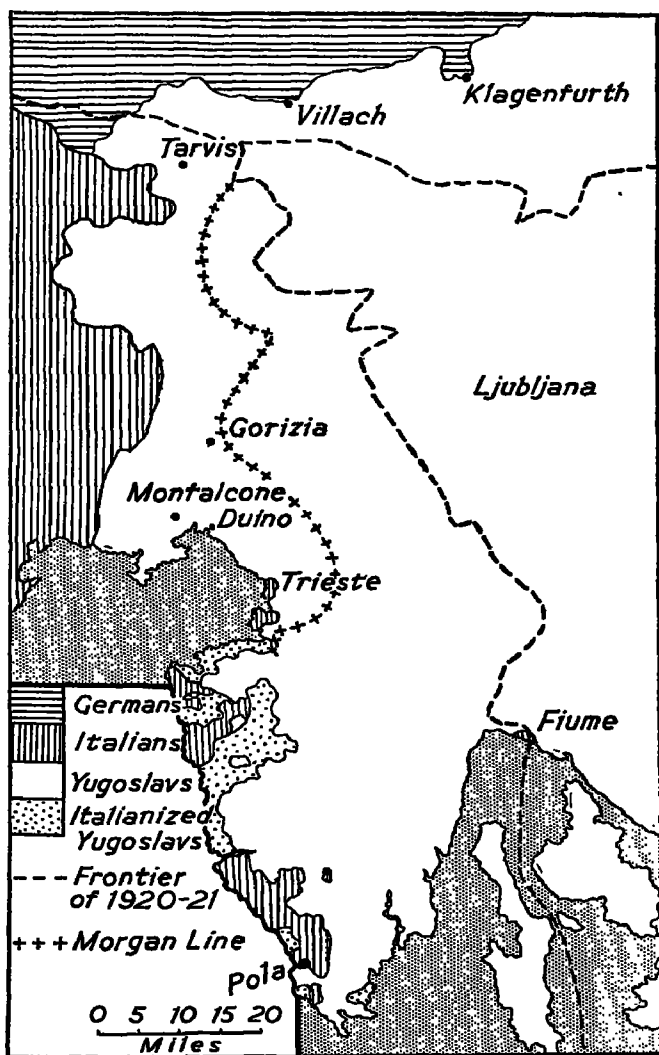 Klagenfurth
Villach
Tarvis
Ljubljana
Gorizia
Montalcone
Duino
Trieste
Fiume
Germans
Italians
Yugoslavs
Italianized
Yugoslavs
--- Frontier
of 1920-21
+++ Morgan Line
Pola
0 5 10 15 20
Miles